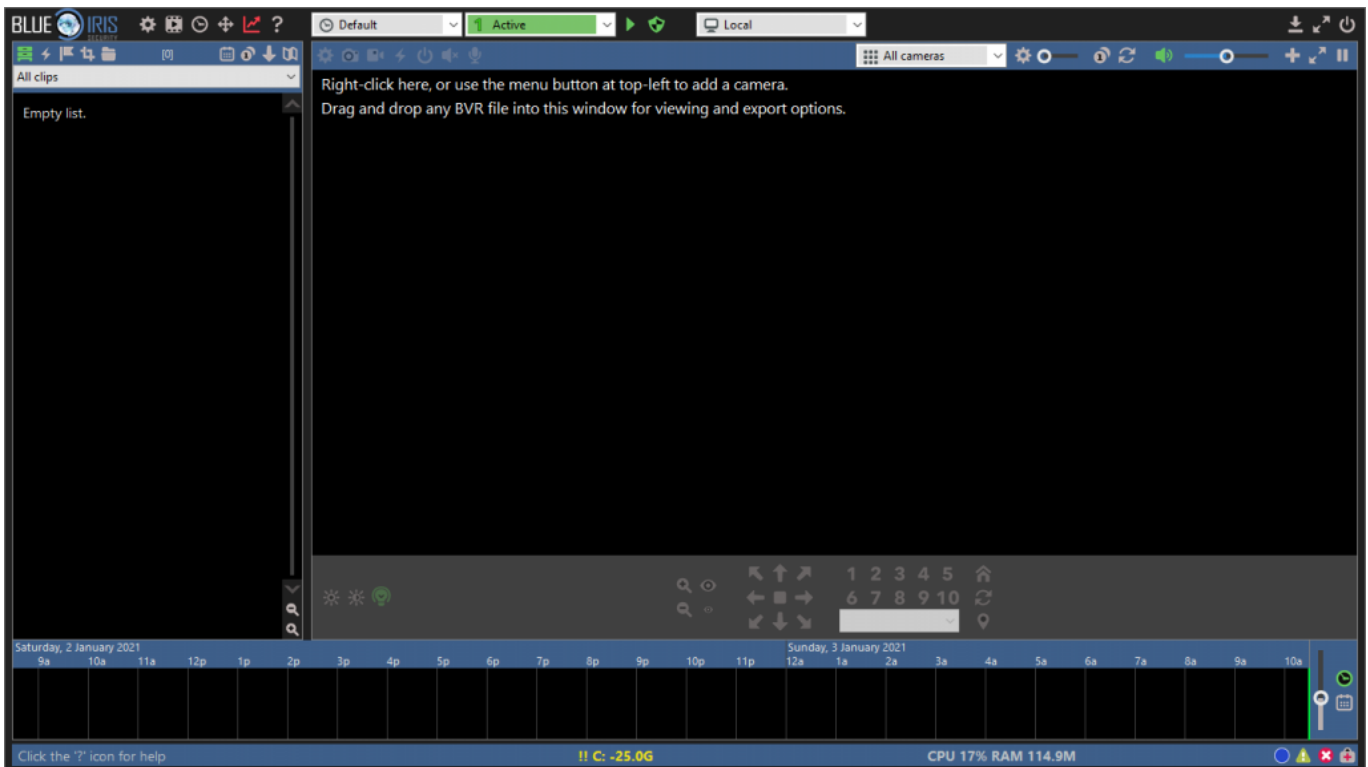 BLUE IRIS
SECURITY
?
Default
1 Active
Local
[0]
1
All cameras
1
All clips
Empty list.
Right-click here, or use the menu button at top-left to add a camera.
Drag and drop any BVR file into this window for viewing and export options.
1 2 3 4 5
6 7 8 9 10
Saturday, 2 January 2021 Sunday, 3 January 2021
9a 10a 11a 12p 1p 2p 3p 4p 5p 6p 7p 8p 9p 10p 11p 12a 1a 2a 3a 4a 5a 6a 7a 8a 9a 10a
Click the '?' icon for help
!! C: -25.0G
CPU 17% RAM 114.9M